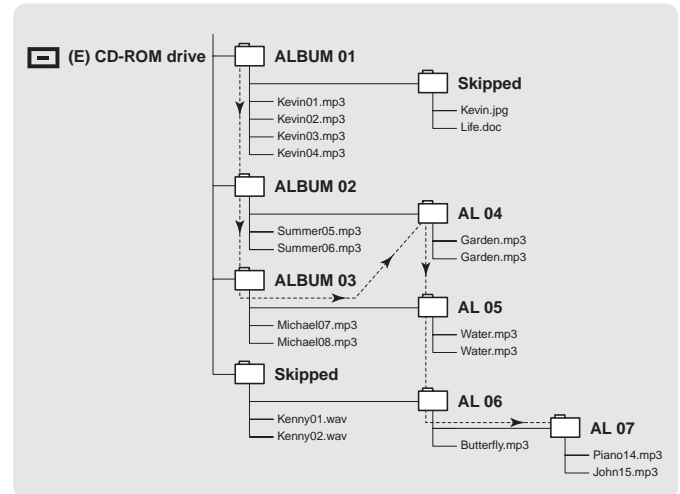 (E) CD-ROM drive
ALBUM 01
Kevin01.mp3
Kevin02.mp3
Kevin03.mp3
Kevin04.mp3
Skipped
Kevin.jpg
Life.doc
ALBUM 02
Summer05.mp3
Summer06.mp3
AL 04
Garden.mp3
Garden.mp3
ALBUM 03
Michael07.mp3
Michael08.mp3
AL 05
Water.mp3
Water.mp3
Skipped
Kenny01.wav
Kenny02.wav
AL 06
Butterfly.mp3
AL 07
Piano14.mp3
John15.mp3